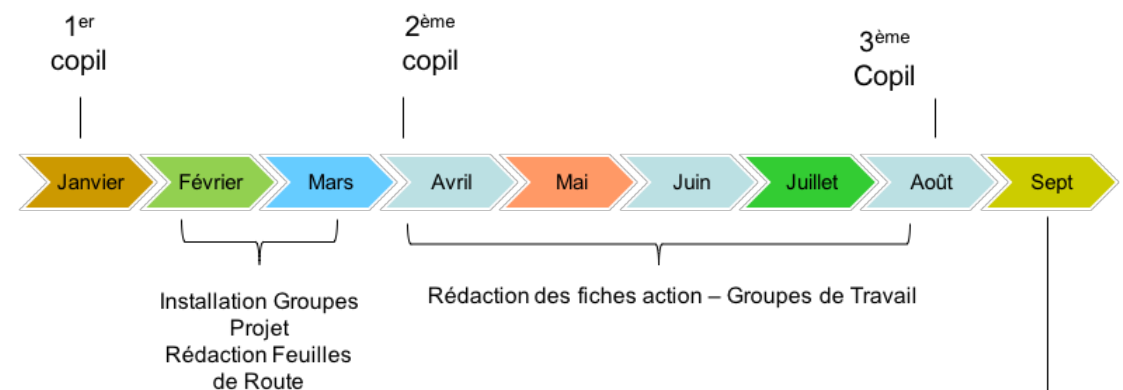 1er
copil
2ème
copil
3ème
Copil
Janvier
Février
Mars
Avril
Mai
Juin
Juillet
Août
Sept
Installation Groupes
Projet
Rédaction Feuilles
de Route
Rédaction des fiches action – Groupes de Travail